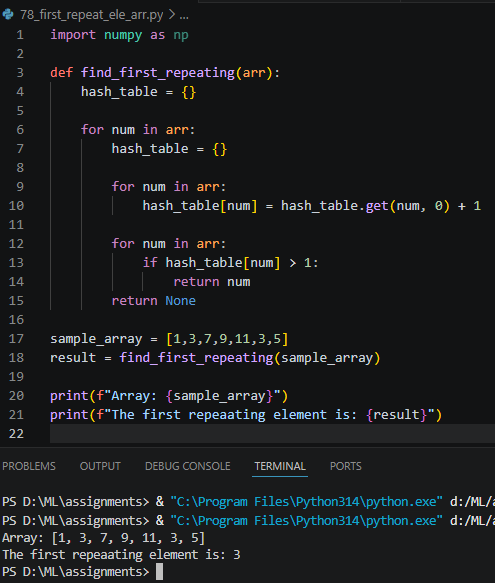 78_first_repeat_ele_arr.py > ...
1 import numpy as np
2
3 def find_first_repeating(arr):
4     hash_table = {}
5
6     for num in arr:
7         hash_table = {}
8
9         for num in arr:
10             hash_table[num] = hash_table.get(num, 0) + 1
11
12         for num in arr:
13             if hash_table[num] > 1:
14                 return num
15         return None
16
17 sample_array = [1,3,7,9,11,3,5]
18 result = find_first_repeating(sample_array)
19
20 print(f"Array: {sample_array}")
21 print(f"The first repeaating element is: {result}")
22
PROBLEMS OUTPUT DEBUG CONSOLE TERMINAL PORTS
PS D:\ML\assignments> & "C:\Program Files\Python314\python.exe" d:/ML/
PS D:\ML\assignments> & "C:\Program Files\Python314\python.exe" d:/ML/
Array: [1, 3, 7, 9, 11, 3, 5]
The first repeaating element is: 3
PS D:\ML\assignments>